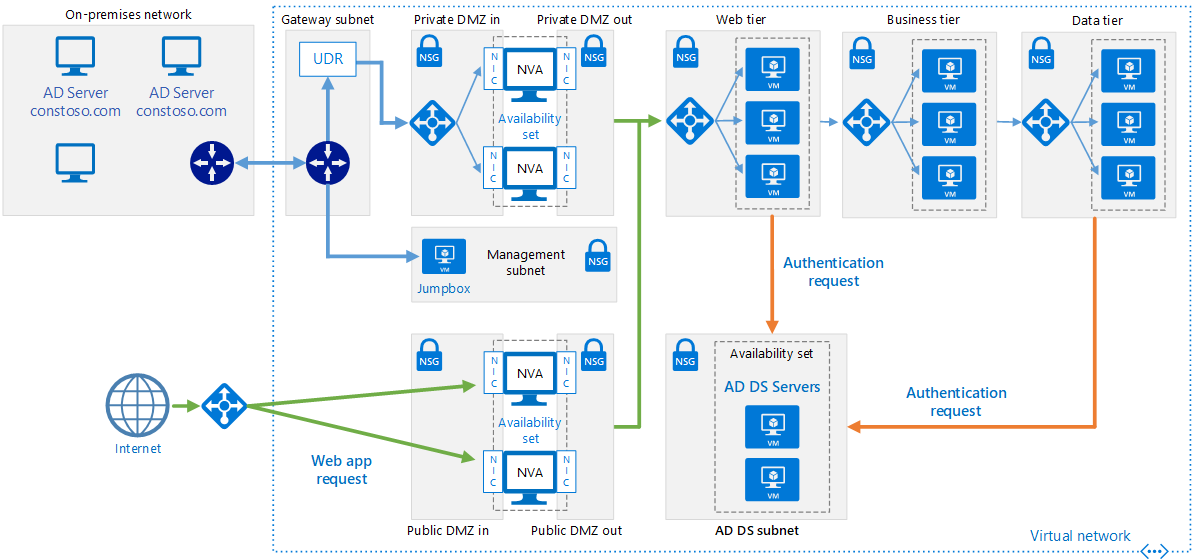 On-premises network
Gateway subnet
Private DMZ in
Private DMZ out
Web tier
Business tier
Data tier
AD Server
constoso.com
AD Server
constoso.com
UDR
NSG
N
I
C
NVA
N
I
C
NSG
Availability
set
N
I
C
NVA
N
I
C
NSG
VM
VM
VM
NSG
VM
VM
VM
NSG
VM
VM
VM
VM
Jumpbox
Management
subnet
NSG
Authentication
request
NSG
N
I
C
NVA
N
I
C
NSG
Availability
set
N
I
C
NVA
N
I
C
NSG
Availability set
AD DS Servers
VM
VM
Authentication
request
Internet
Web app
request
Public DMZ in
Public DMZ out
AD DS subnet
Virtual network